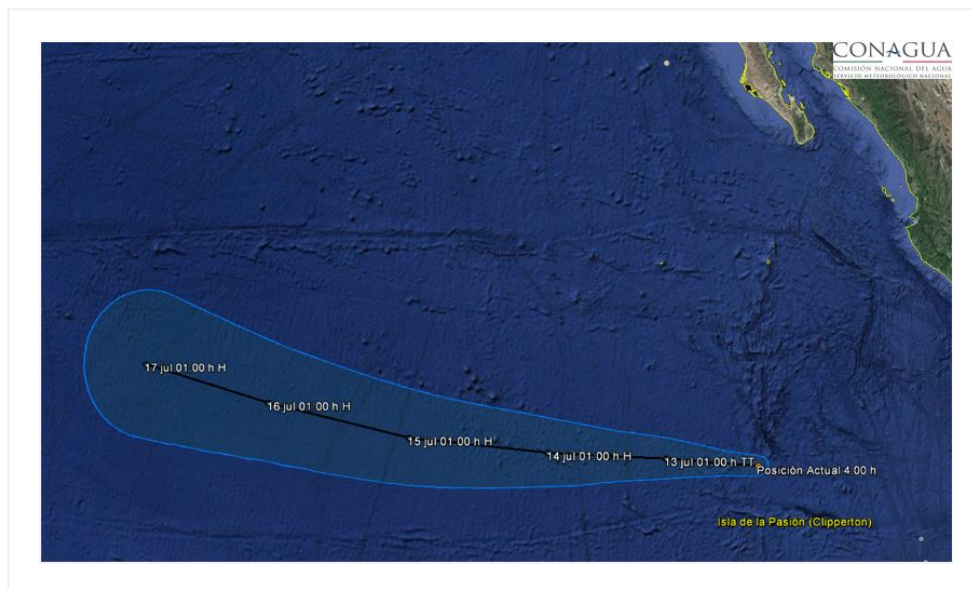 CONAGUA
COMISIÓN NACIONAL DEL AGUA
SERVICIO METEOROLÓGICO NACIONAL
17 jul 01:00 h H
16 jul 01:00 h H
15 jul 01:00 h H
14 jul 01:00 h H
13 jul 01:00 h TT
Posición Actual 4:00 h
Isla de la Pasión (Clipperton)